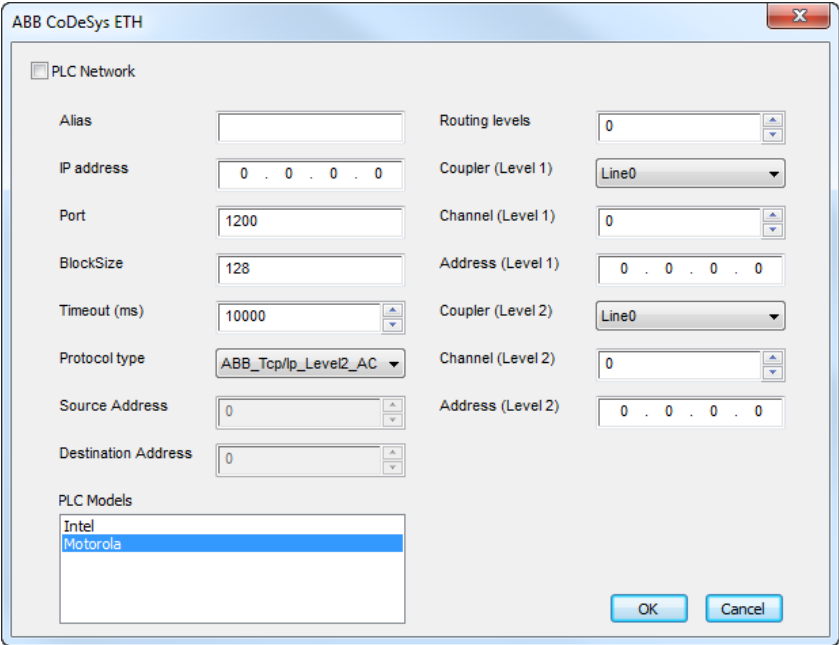 ABB CoDeSys ETH
PLC Network
Alias
IP address
0 . 0 . 0 . 0
Port
1200
BlockSize
128
Timeout (ms)
10000
Protocol type
ABB_Tcp/Ip_Level2_AC
Source Address
0
Destination Address
0
PLC Models
Intel
Motorola
Routing levels
0
Coupler (Level 1)
Line0
Channel (Level 1)
0
Address (Level 1)
0 . 0 . 0 . 0
Coupler (Level 2)
Line0
Channel (Level 2)
0
Address (Level 2)
0 . 0 . 0 . 0
OK
Cancel